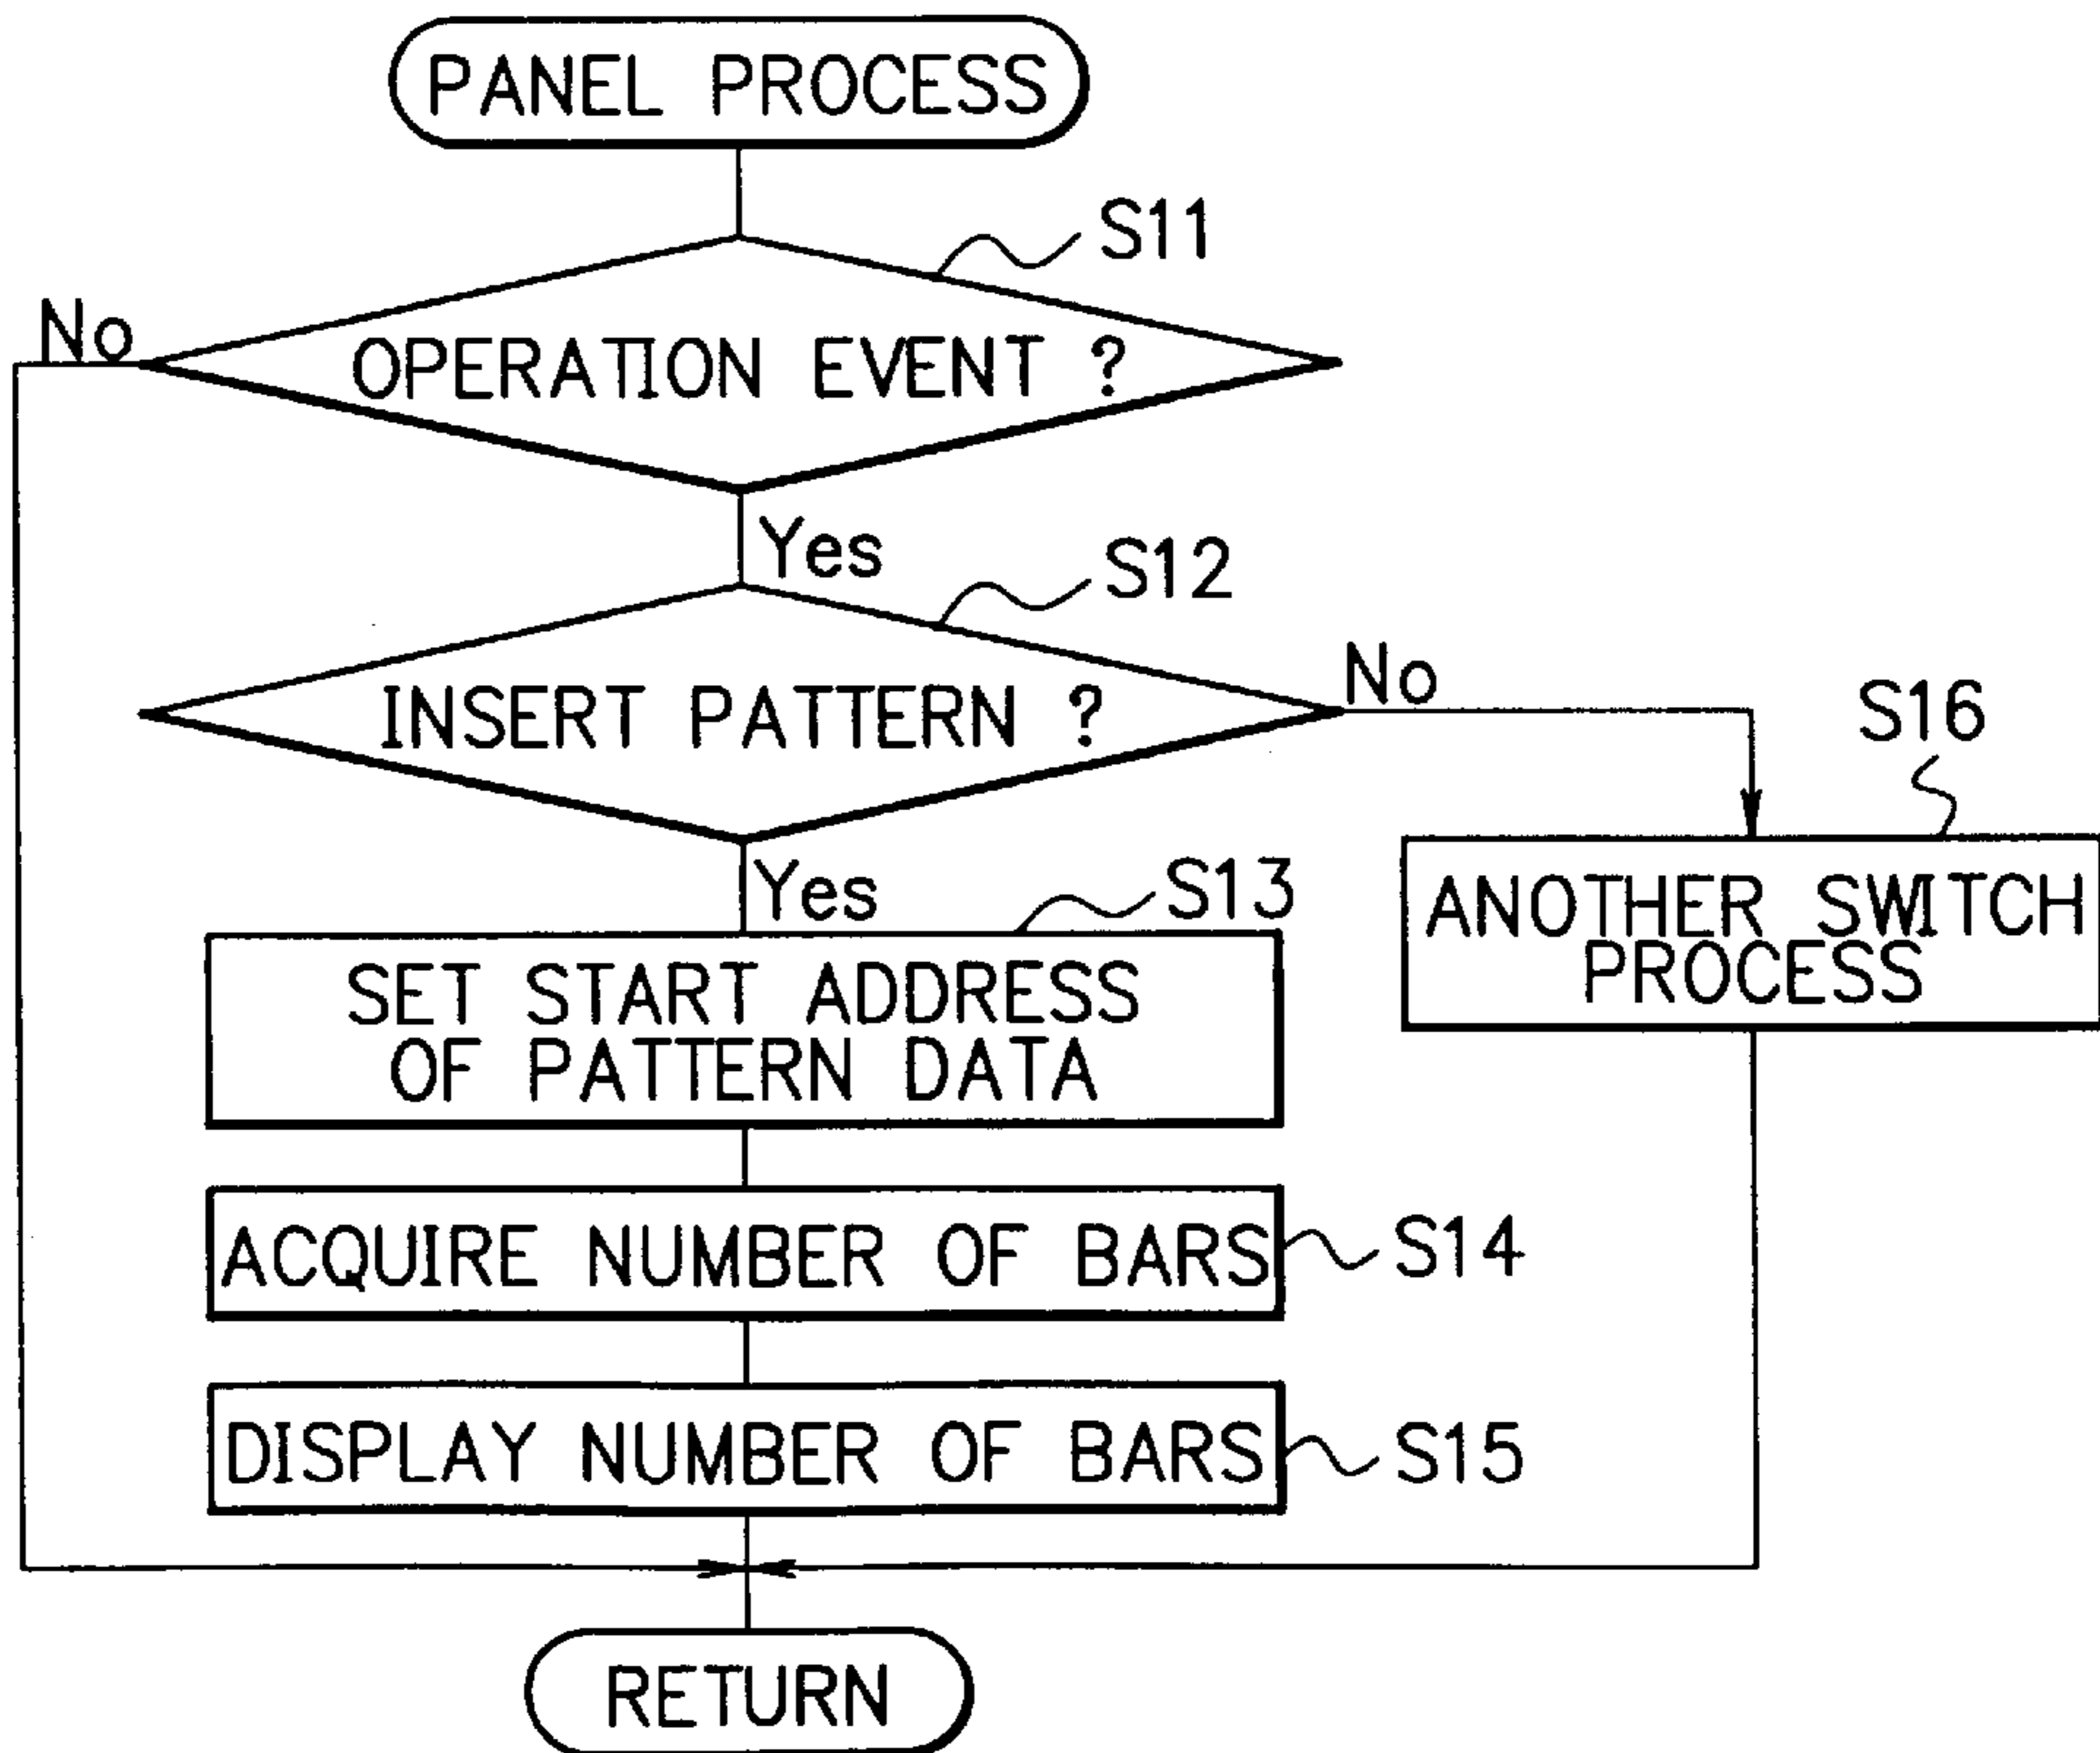 PANEL PROCESS
S11
No
OPERATION EVENT ?
Yes
S12
INSERT PATTERN ?
No
S16
Yes
S13
ANOTHER SWITCH
PROCESS
SET START ADDRESS
OF PATTERN DATA
ACQUIRE NUMBER OF BARS
S14
DISPLAY NUMBER OF BARS
S15
RETURN